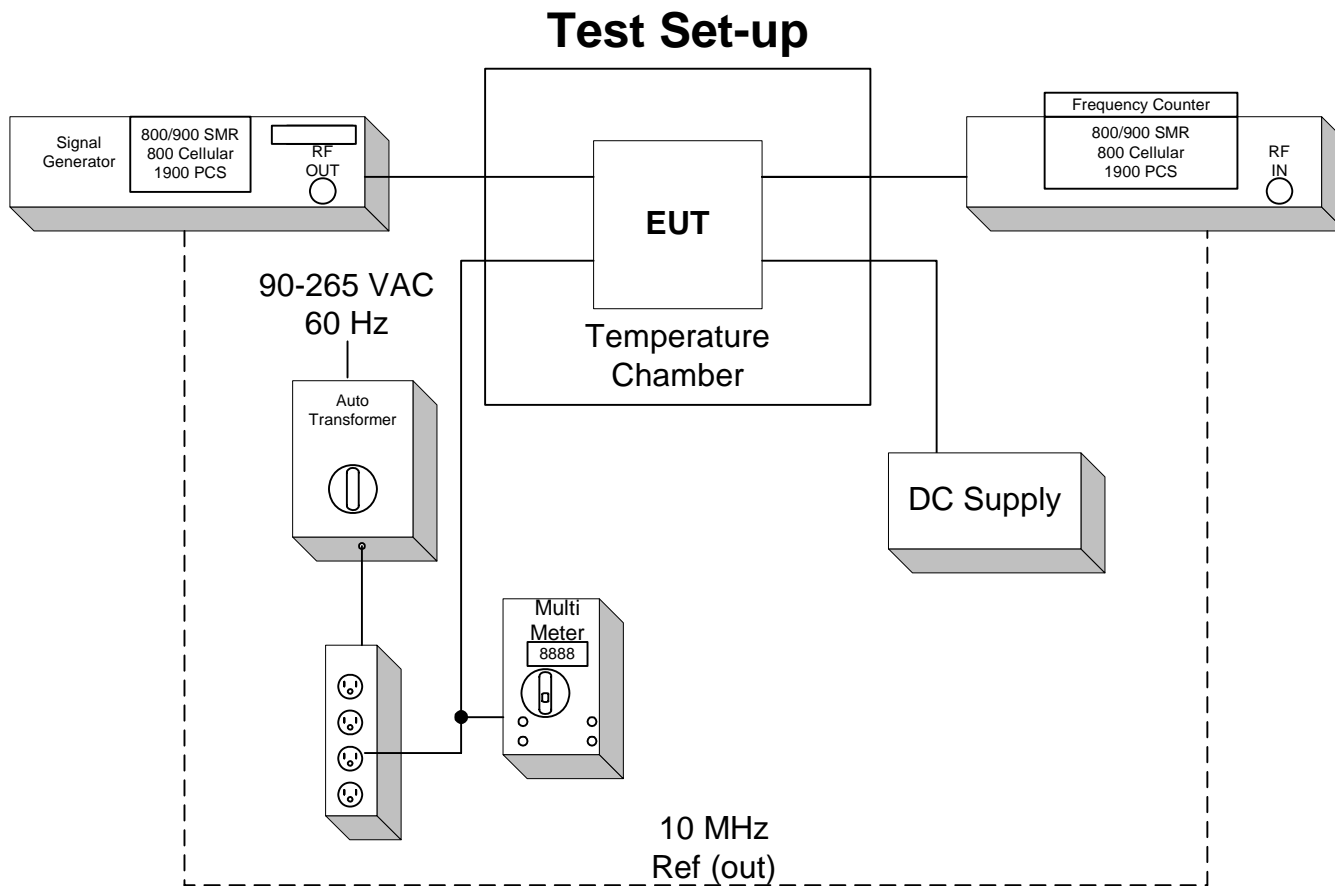 Test Set-up
Signal
Generator
800/900 SMR
800 Cellular
1900 PCS
RF
OUT
Frequency Counter
800/900 SMR
800 Cellular
1900 PCS
RF
IN
EUT
Temperature
Chamber
90-265 VAC
60 Hz
Auto
Transformer
DC Supply
Multi
Meter
8888
10 MHz
Ref (out)